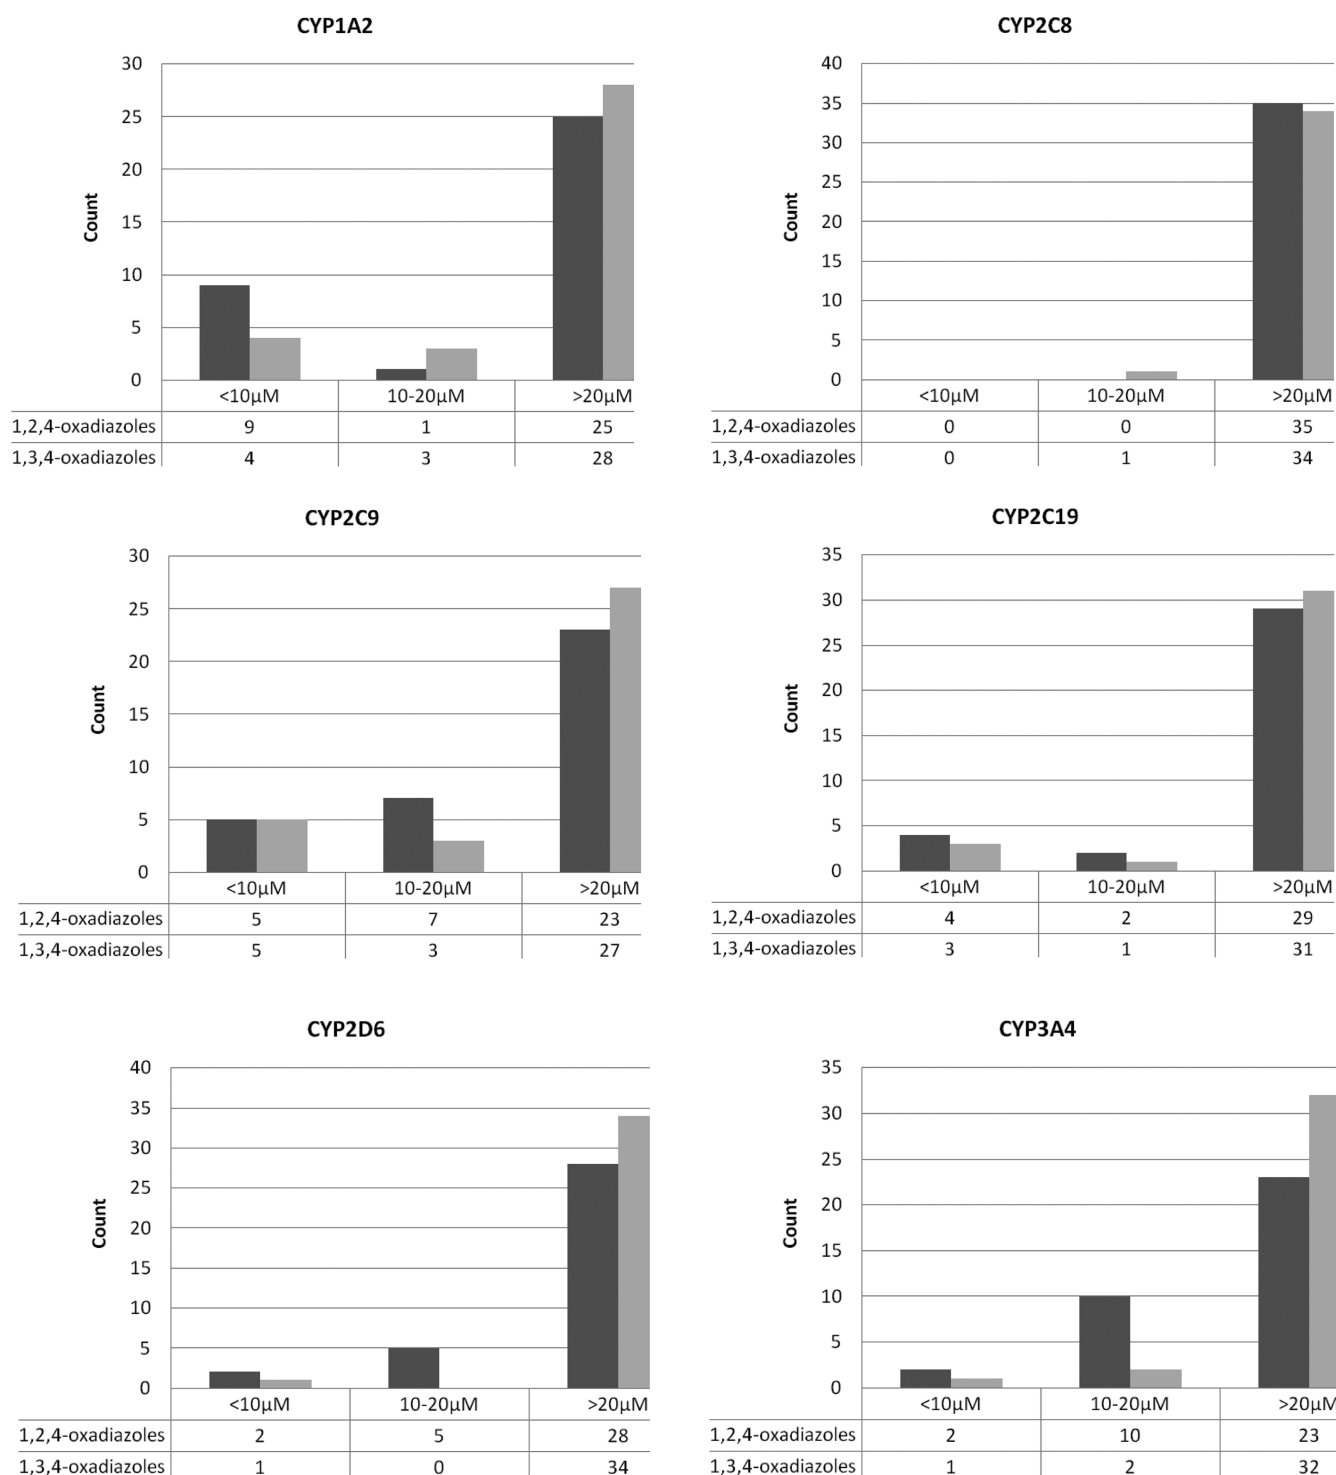 CYP1A2
30
25
20
15
10
5
0
Count
<10µM 10-20µM >20µM
1,2,4-oxadiazoles 9 1 25
1,3,4-oxadiazoles 4 3 28
CYP2C8
40
35
30
25
20
15
10
5
0
Count
<10µM 10-20µM >20µM
1,2,4-oxadiazoles 0 0 35
1,3,4-oxadiazoles 0 1 34
CYP2C9
30
25
20
15
10
5
0
Count
<10µM 10-20µM >20µM
1,2,4-oxadiazoles 5 7 23
1,3,4-oxadiazoles 5 3 27
CYP2C19
35
30
25
20
15
10
5
0
Count
<10µM 10-20µM >20µM
1,2,4-oxadiazoles 4 2 29
1,3,4-oxadiazoles 3 1 31
CYP2D6
40
35
30
25
20
15
10
5
0
Count
<10µM 10-20µM >20µM
1,2,4-oxadiazoles 2 5 28
1,3,4-oxadiazoles 1 0 34
CYP3A4
35
30
25
20
15
10
5
0
Count
<10µM 10-20µM >20µM
1,2,4-oxadiazoles 2 10 23
1,3,4-oxadiazoles 1 2 32